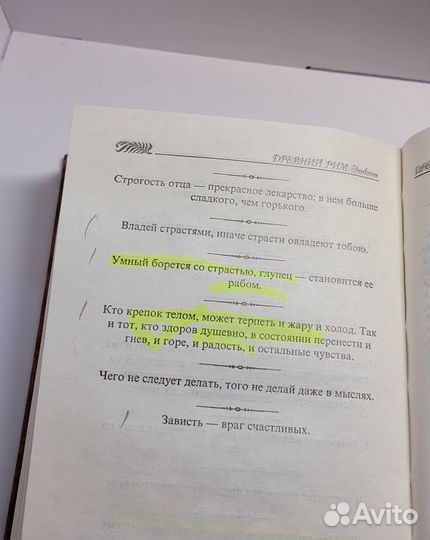 ДРЕВНИЙ РИМ. Эпиктет
Строгость отца — прекрасное лекарство: в нем больше
сладкого, чем горького.
Владей страстями, иначе страсти овладеют тобою.
Умный борется со страстью, глупец — становится ее
рабом.
Кто крепок телом, может терпеть и жару и холод. Так
и тот, кто здоров душевно, в состоянии перенести и
гнев, и горе, и радость, и остальные чувства.
Чего не следует делать, того не делай даже в мыслях.
Зависть — враг счастливых.
Avito